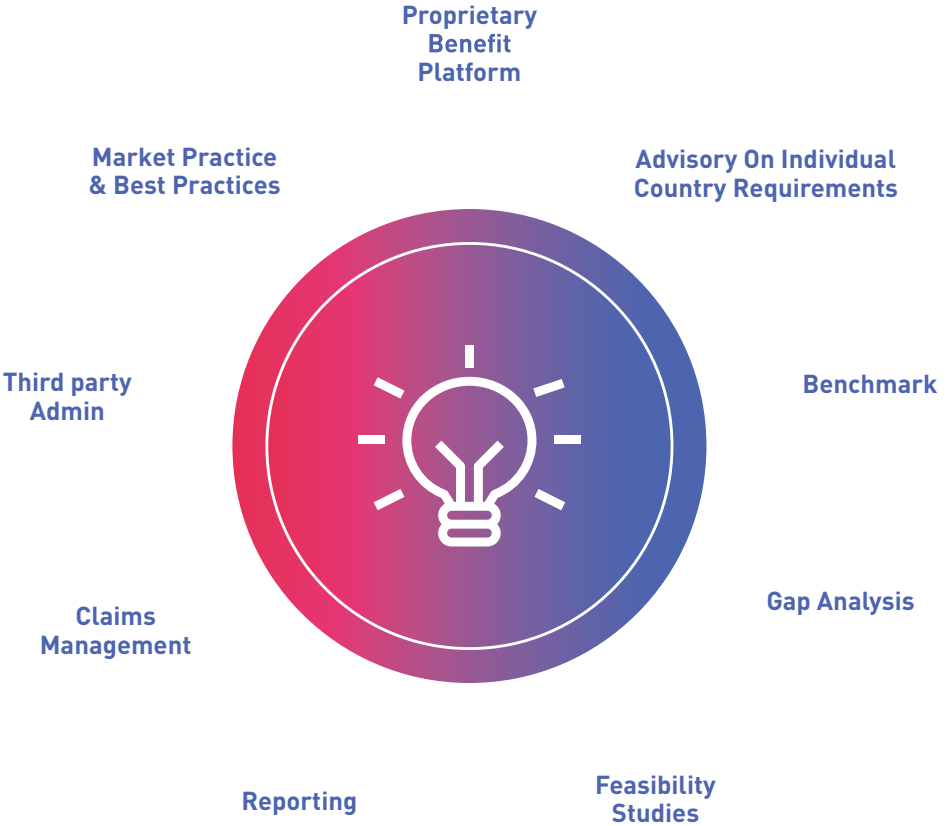 Proprietary
Benefit
Platform
Market Practice
& Best Practices
Advisory On Individual
Country Requirements
Third party
Admin
Benchmark
Claims
Management
Gap Analysis
Reporting
Feasibility
Studies